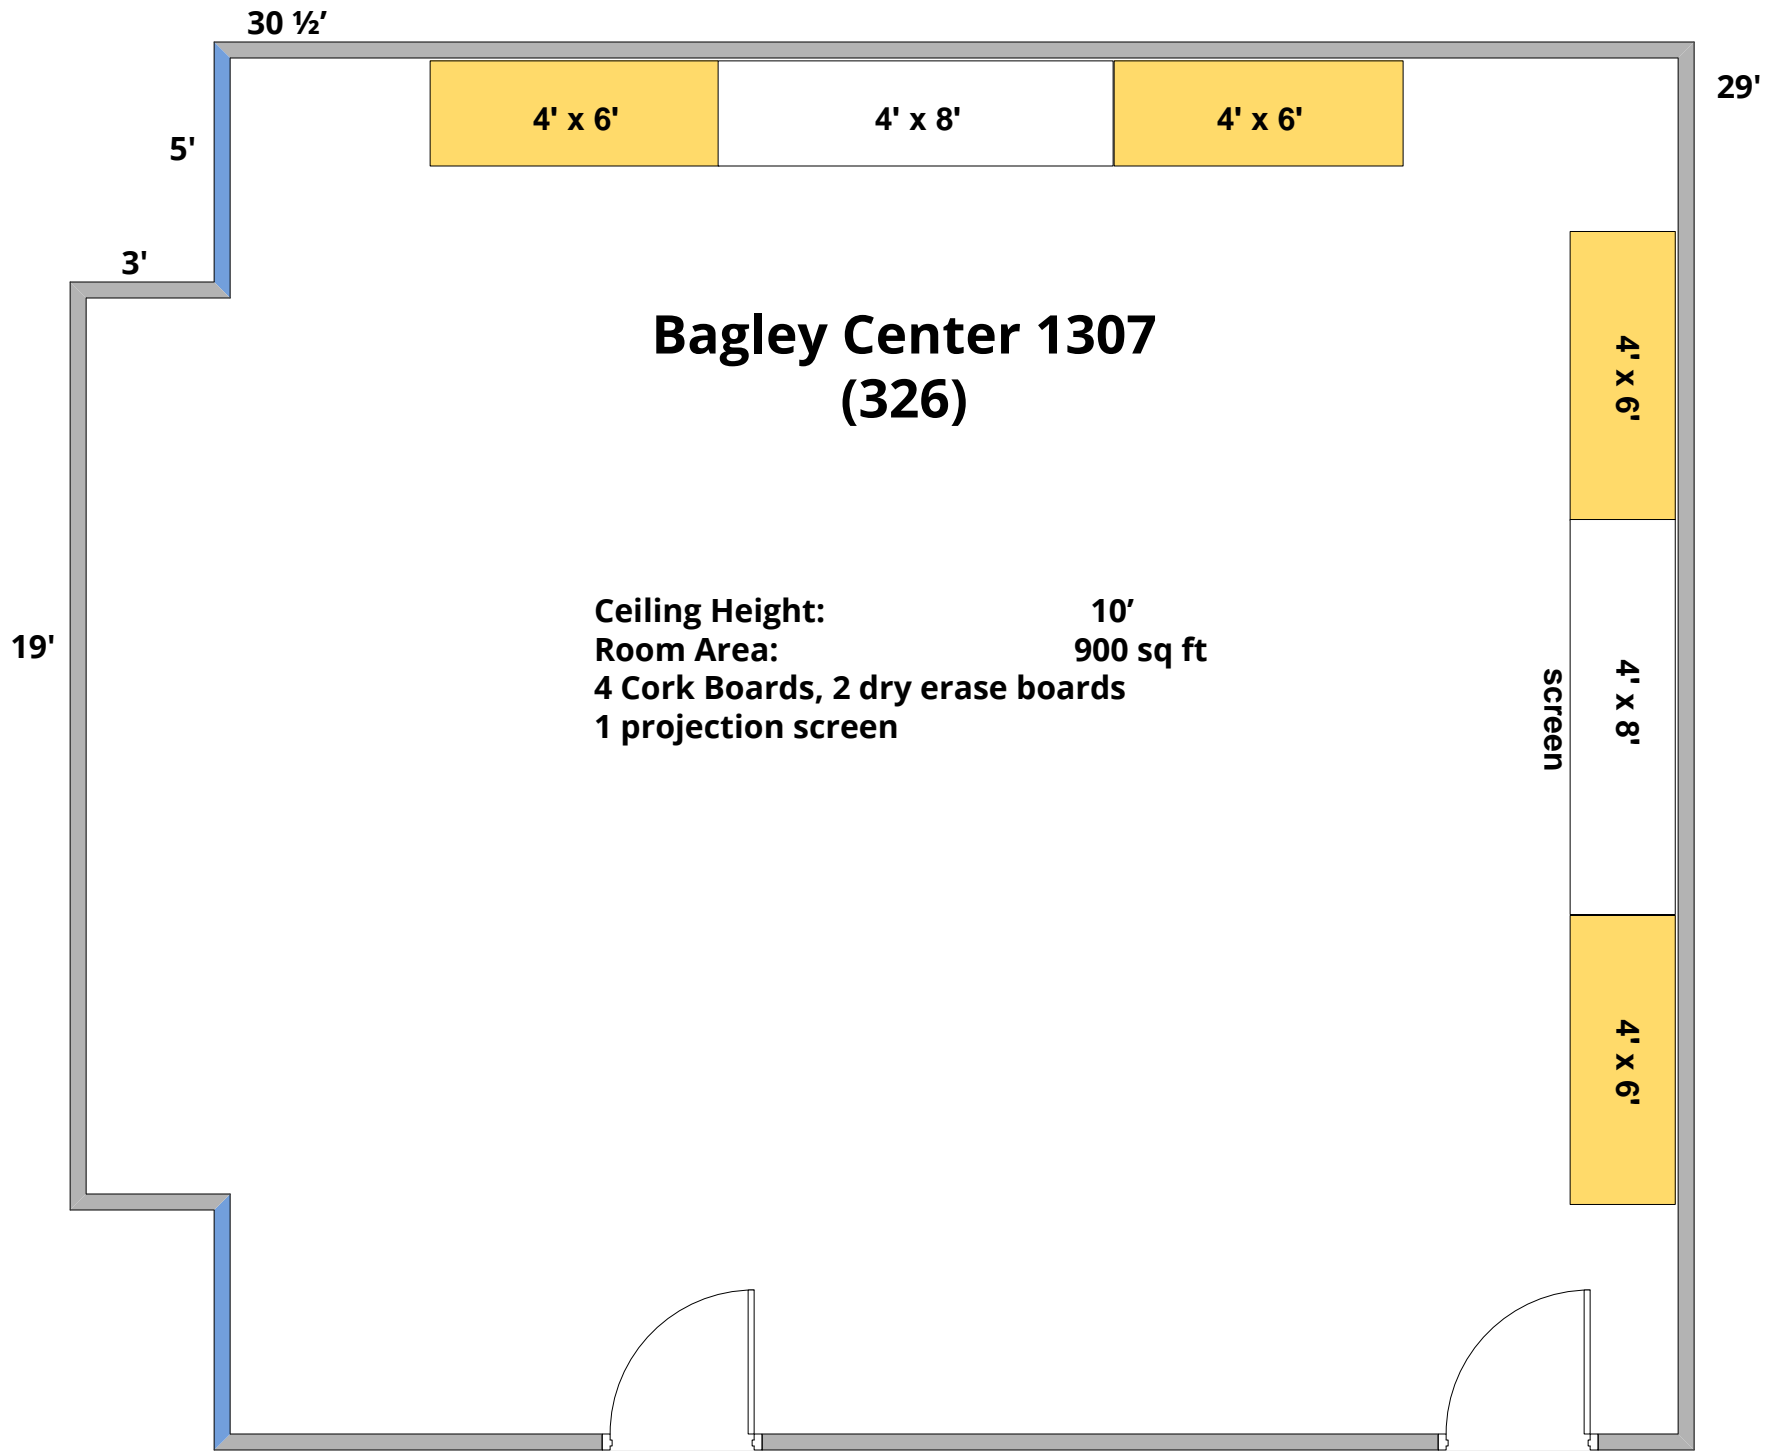 30 ½’
29'
4' x 6'
4' x 8'
4' x 6'
5'
3'
Bagley Center 1307
(326)
4' x 6'
Ceiling Height: 10’
Room Area: 900 sq ft
4 Cork Boards, 2 dry erase boards
1 projection screen
19'
screen
4' x 8'
4' x 6'